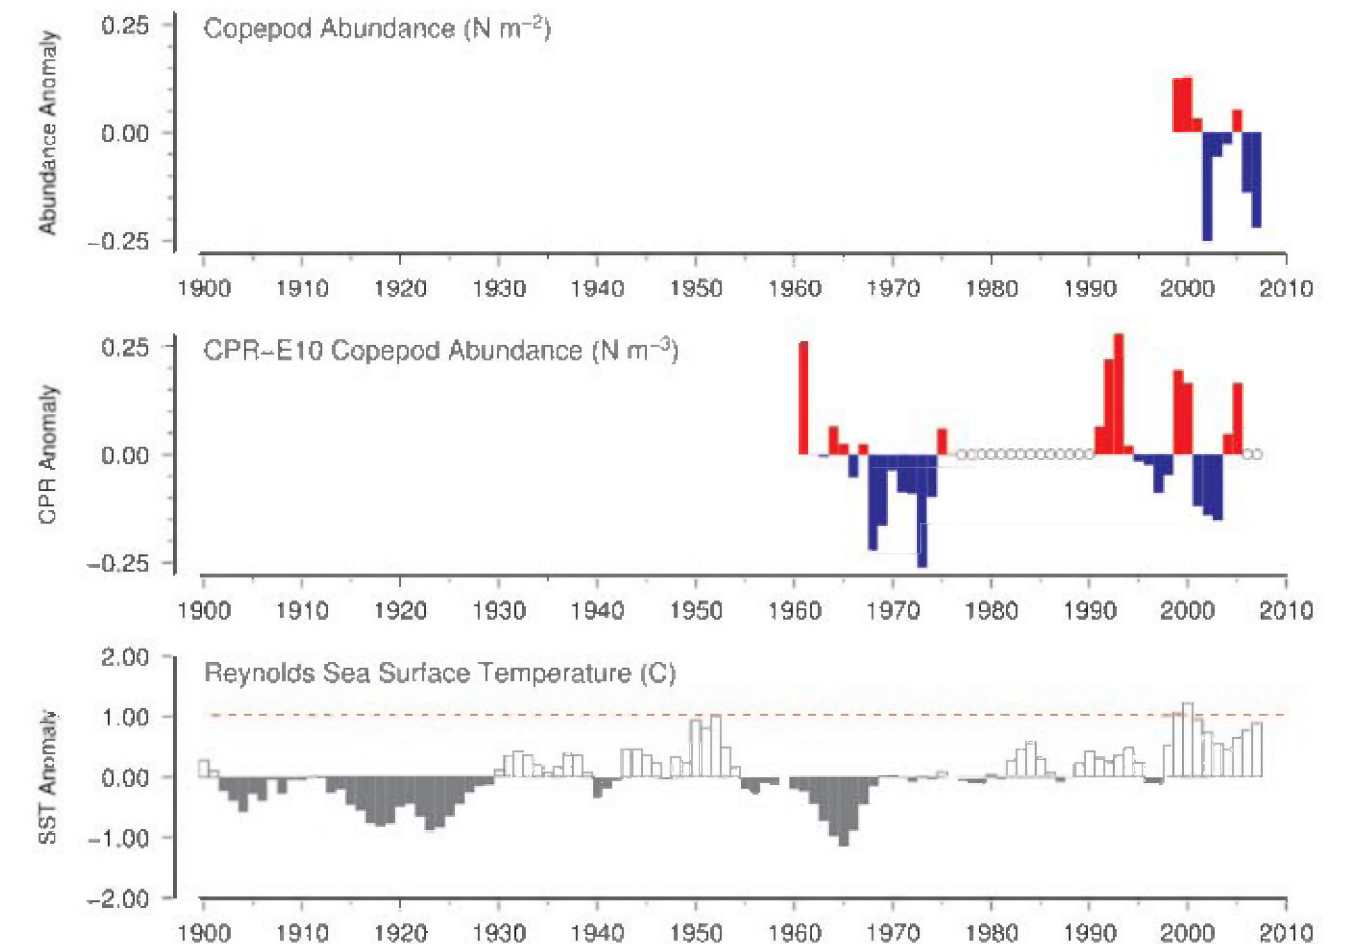 Copepod Abundance (N m⁻²)
Abundance Anomaly
0.25
0.00
−0.25
1900 1910 1920 1930 1940 1950 1960 1970 1980 1990 2000 2010
CPR−E10 Copepod Abundance (N m⁻³)
CPR Anomaly
0.25
0.00
−0.25
1900 1910 1920 1930 1940 1950 1960 1970 1980 1990 2000 2010
Reynolds Sea Surface Temperature (C)
SST Anomaly
2.00
1.00
0.00
−1.00
−2.00
1900 1910 1920 1930 1940 1950 1960 1970 1980 1990 2000 2010